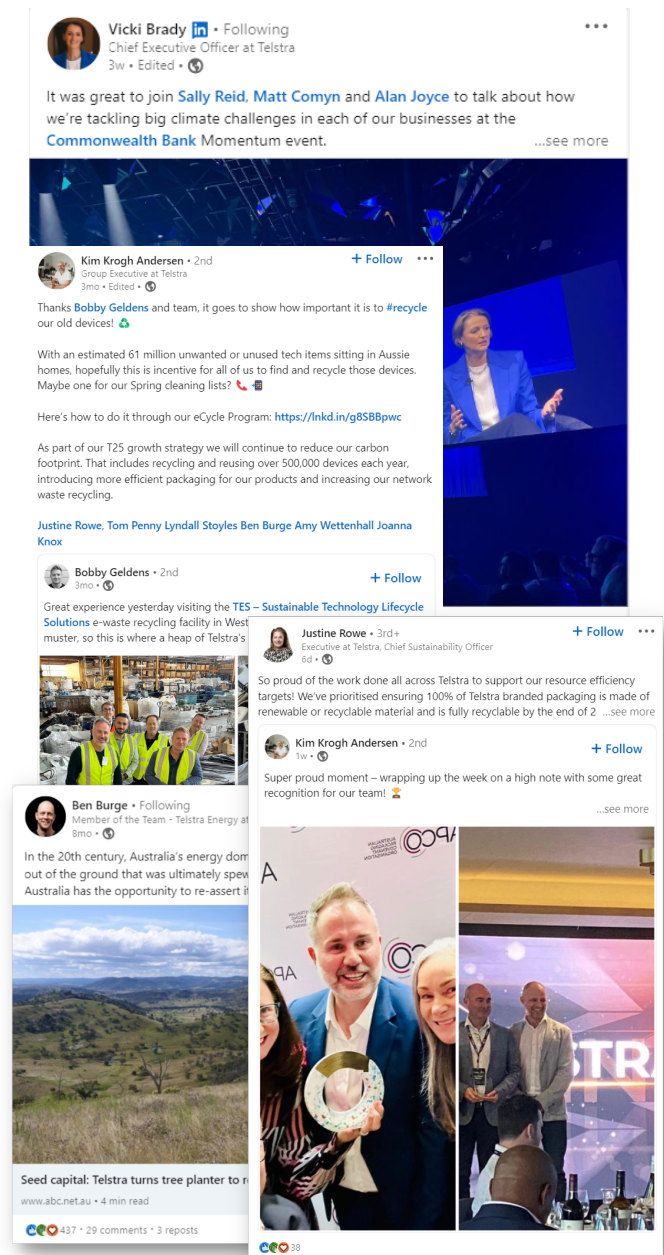 Vicki Brady in • Following
Chief Executive Officer at Telstra
3w • Edited •
It was great to join Sally Reid, Matt Comyn and Alan Joyce to talk about how
we're tackling big climate challenges in each of our businesses at the
Commonwealth Bank Momentum event. ...see more
Kim Krogh Andersen • 2nd
+ Follow
Group Executive at Telstra
3mo • Edited •
Thanks Bobby Geldens and team, it goes to show how important it is to #recycle
our old devices! ♻️
With an estimated 61 million unwanted or unused tech items sitting in Aussie
homes, hopefully this is incentive for all of us to find and recycle those devices.
Maybe one for our Spring cleaning lists? 📞 📲
Here's how to do it through our eCycle Program: https://lnkd.in/g8SBBpwc
As part of our T25 growth strategy we will continue to reduce our carbon
footprint. That includes recycling and reusing over 500,000 devices each year,
introducing more efficient packaging for our products and increasing our network
waste recycling.
Justine Rowe, Tom Penny Lyndall Stoyles Ben Burge Amy Wettenhall Joanna
Knox
Bobby Geldens • 2nd
+ Follow
3mo •
Great experience yesterday visiting the TES – Sustainable Technology Lifecycle
Solutions e-waste recycling facility in West
muster, so this is where a heap of Telstra's
Justine Rowe • 3rd+
+ Follow
Executive at Telstra, Chief Sustainability Officer
6d •
So proud of the work done all across Telstra to support our resource efficiency
targets! We've prioritised ensuring 100% of Telstra branded packaging is made of
renewable or recyclable material and is fully recyclable by the end of 2 ...see more
Kim Krogh Andersen • 2nd
+ Follow
1w •
Super proud moment – wrapping up the week on a high note with some great
recognition for our team! 🏆
...see more
APCO
STRA
38
Ben Burge • Following
Member of the Team - Telstra Energy at
8mo •
In the 20th century, Australia's energy dom
out of the ground that was ultimately spew
Australia has the opportunity to re-assert i
Seed capital: Telstra turns tree planter to r
www.abc.net.au • 4 min read
437 • 29 comments • 3 reposts